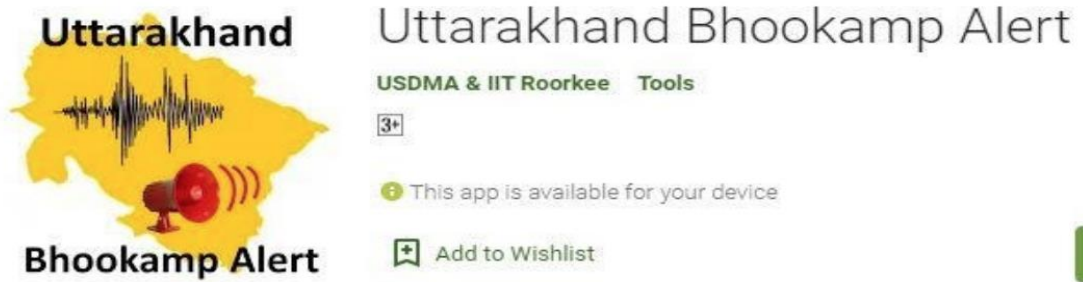 Uttarakhand
Bhookamp Alert
Uttarakhand Bhookamp Alert
USDMA & IIT Roorkee Tools
3+
This app is available for your device
Add to Wishlist